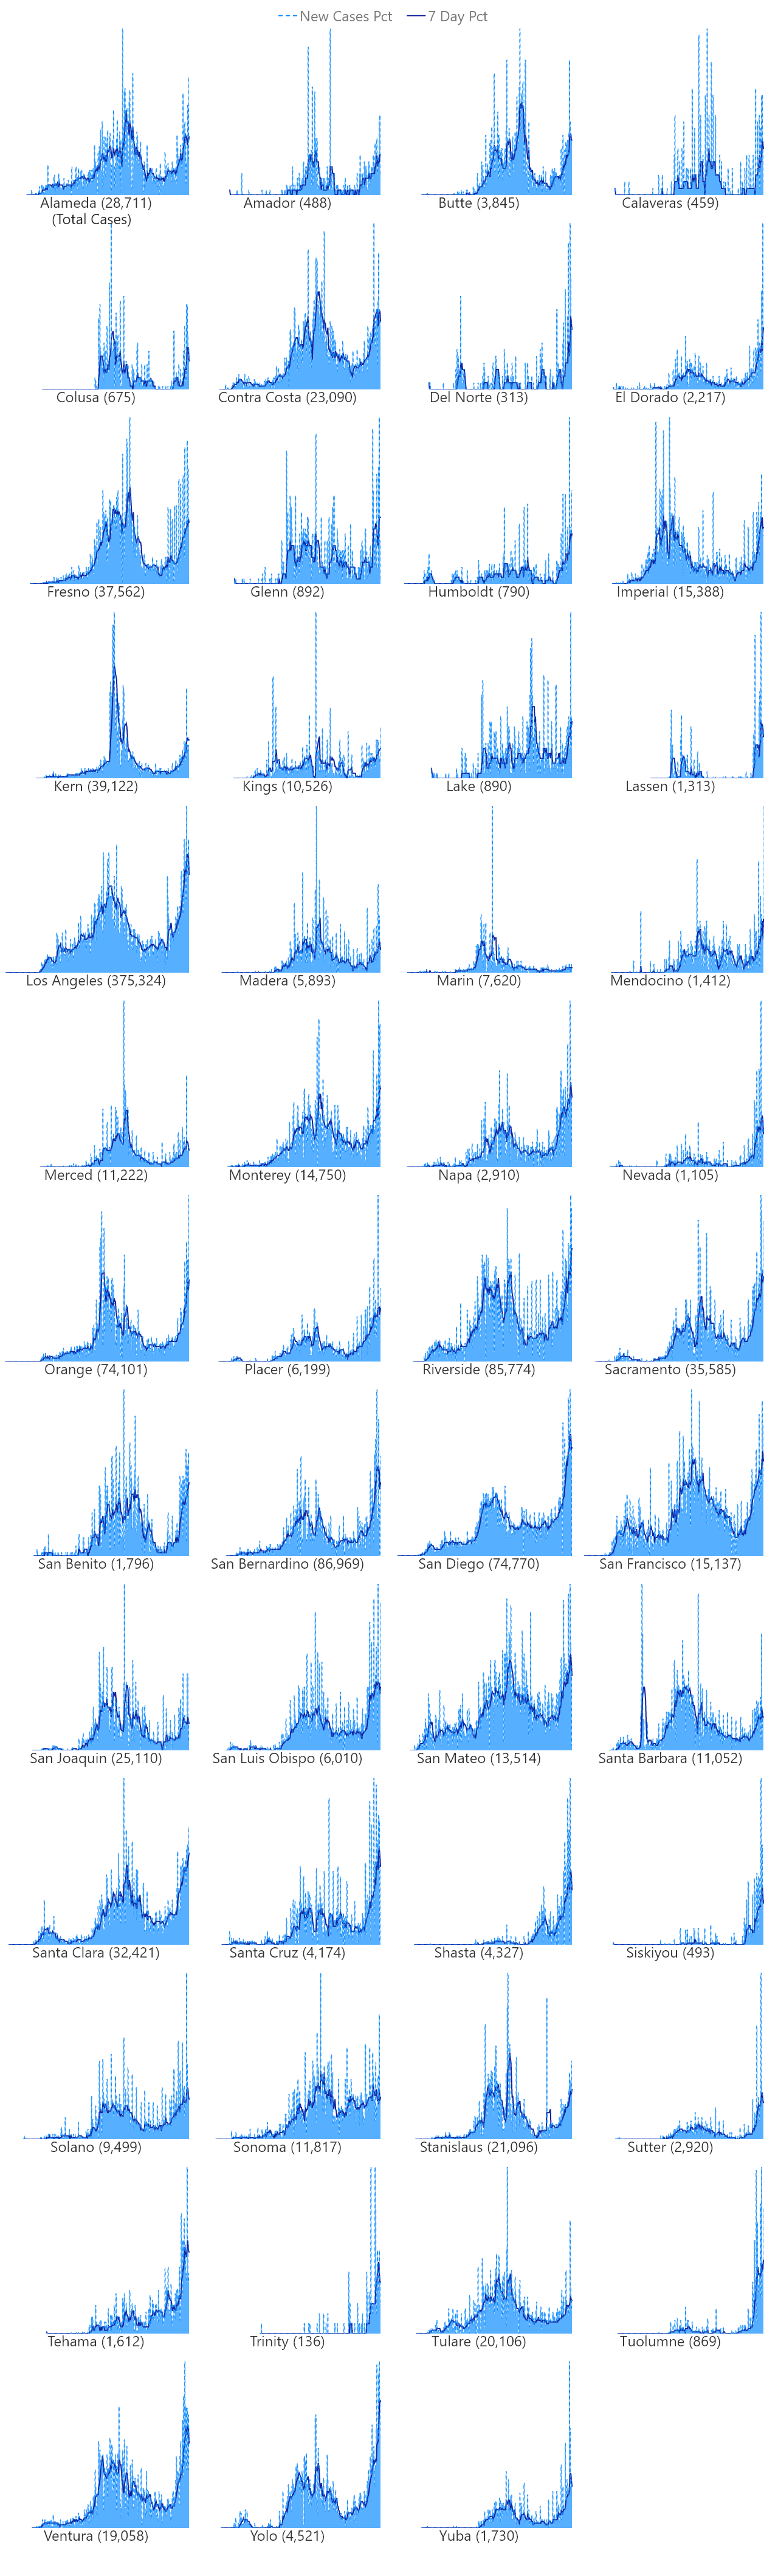 New Cases Pct 7 Day Pct
Alameda (28,711) Amador (488) Butte (3,845) Calaveras (459)
(Total Cases)
Colusa (675) Contra Costa (23,090) Del Norte (313) El Dorado (2,217)
Fresno (37,562) Glenn (892) Humboldt (790) Imperial (15,388)
Kern (39,122) Kings (10,526) Lake (890) Lassen (1,313)
Los Angeles (375,324) Madera (5,893) Marin (7,620) Mendocino (1,412)
Merced (11,222) Monterey (14,750) Napa (2,910) Nevada (1,105)
Orange (74,101) Placer (6,199) Riverside (85,774) Sacramento (35,585)
San Benito (1,796) San Bernardino (86,969) San Diego (74,770) San Francisco (15,137)
San Joaquin (25,110) San Luis Obispo (6,010) San Mateo (13,514) Santa Barbara (11,052)
Santa Clara (32,421) Santa Cruz (4,174) Shasta (4,327) Siskiyou (493)
Solano (9,499) Sonoma (11,817) Stanislaus (21,096) Sutter (2,920)
Tehama (1,612) Trinity (136) Tulare (20,106) Tuolumne (869)
Ventura (19,058) Yolo (4,521) Yuba (1,730)